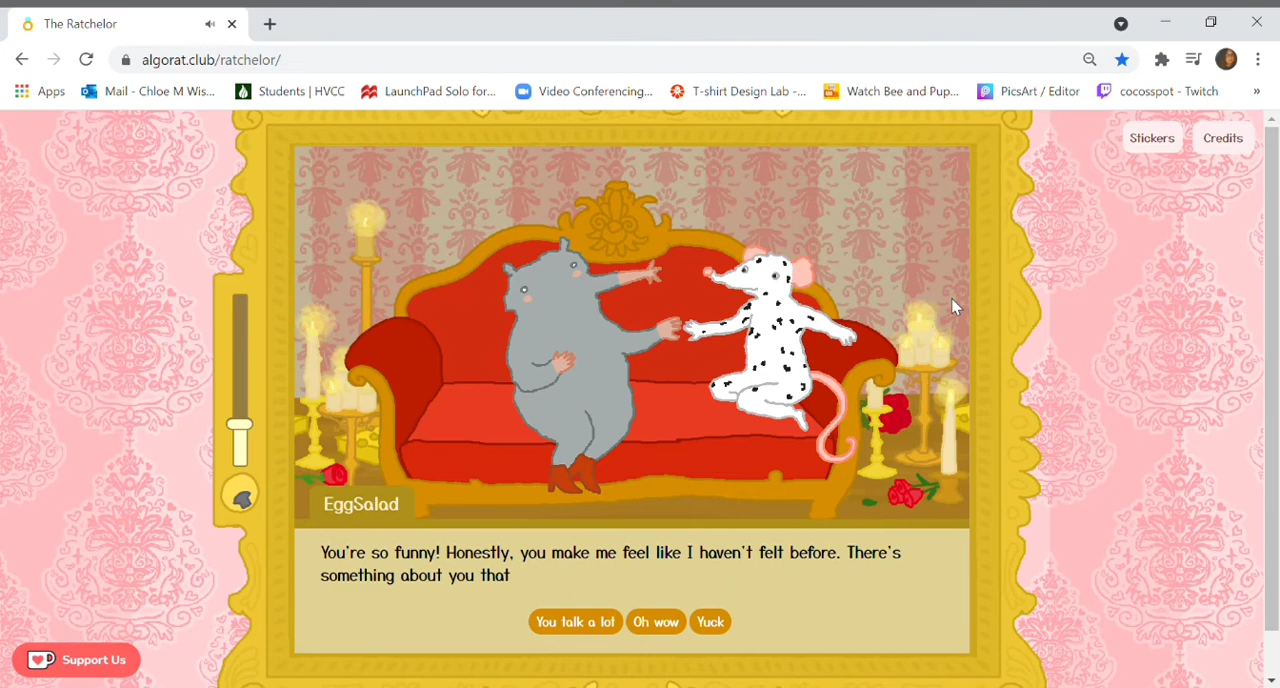 The Ratchelor
algorat.club/ratchelor/
Apps Mail - Chloe M Wis... Students | HVCC LaunchPad Solo for... Video Conferencing... T-shirt Design Lab -... Watch Bee and Pup... PicsArt / Editor cocosspot - Twitch »
Stickers Credits
EggSalad
You're so funny! Honestly, you make me feel like I haven't felt before. There's
something about you that
You talk a lot Oh wow Yuck
Support Us